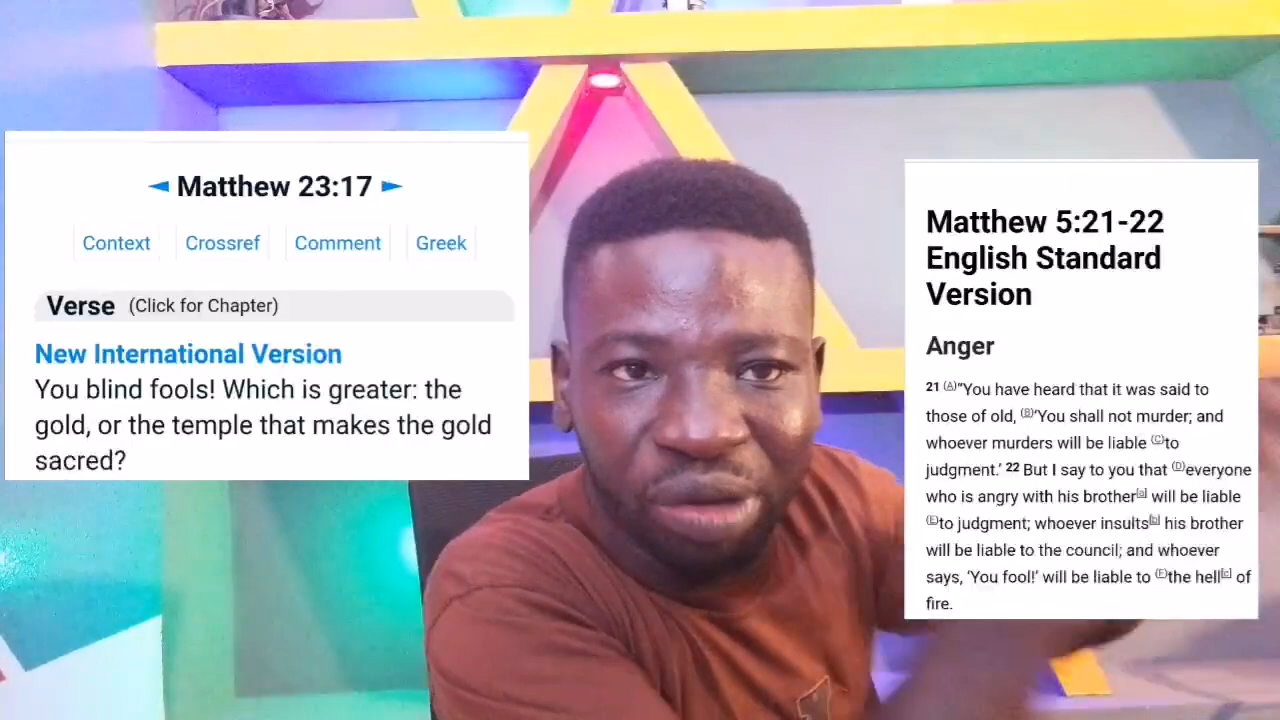 ◄ Matthew 23:17 ►
Context Crossref Comment Greek
Verse (Click for Chapter)
New International Version
You blind fools! Which is greater: the
gold, or the temple that makes the gold
sacred?
Matthew 5:21-22
English Standard
Version
Anger
21 (A)“You have heard that it was said to
those of old, (B)‘You shall not murder; and
whoever murders will be liable (C)to
judgment.’ 22 But I say to you that (D)everyone
who is angry with his brother[a] will be liable
(E)to judgment; whoever insults[b] his brother
will be liable to the council; and whoever
says, ‘You fool!’ will be liable to (F)the hell[c] of
fire.